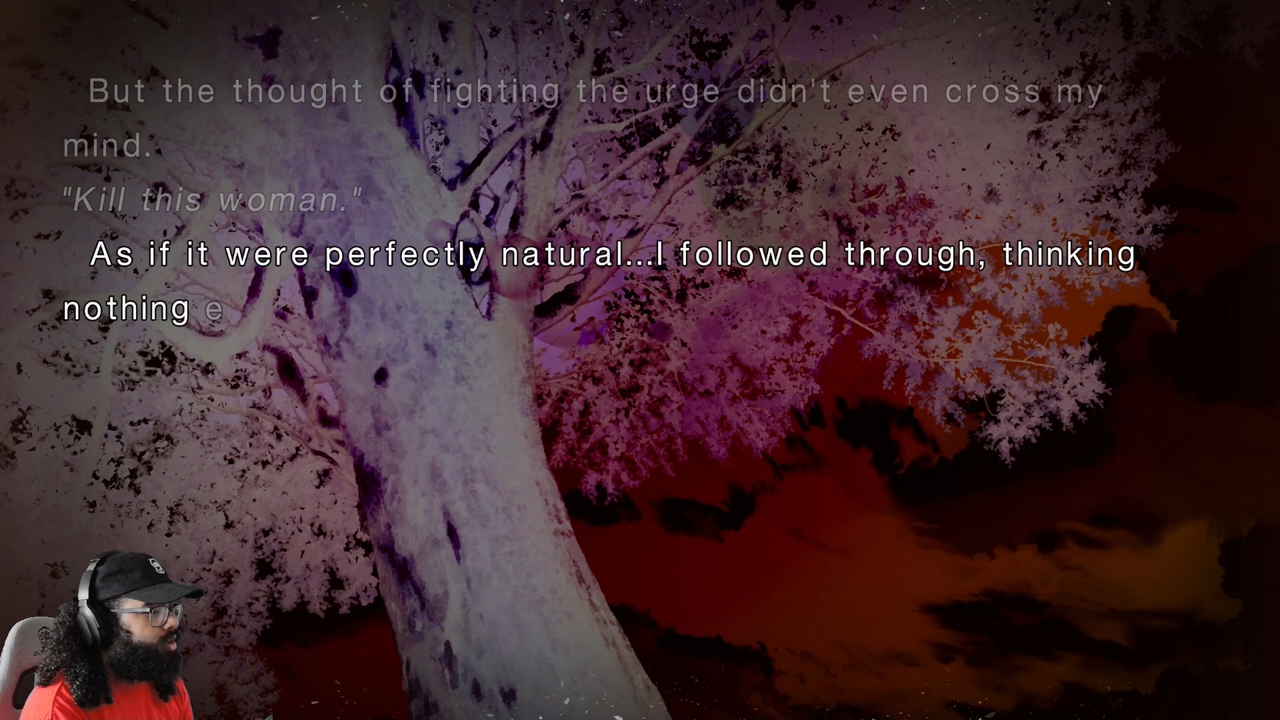 But the thought of fighting the urge didn't even cross my
mind.
"Kill this woman."
As if it were perfectly natural...I followed through, thinking
nothing e